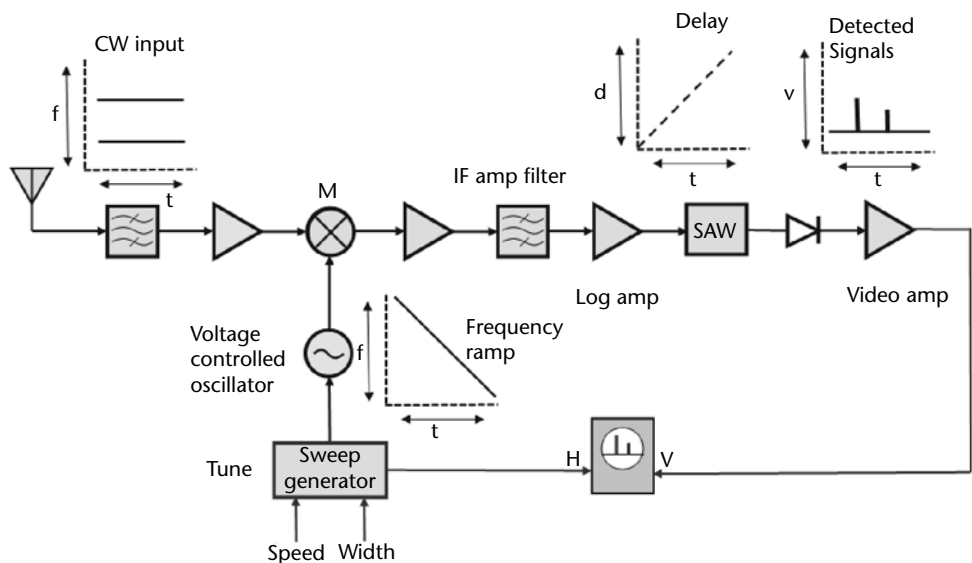 CW input
f
t
Delay
d
t
Detected
Signals
v
t
M
IF amp filter
SAW
Log amp
Video amp
Voltage
controlled
oscillator
f
Frequency
ramp
t
Tune
Sweep
generator
H
V
Speed
Width